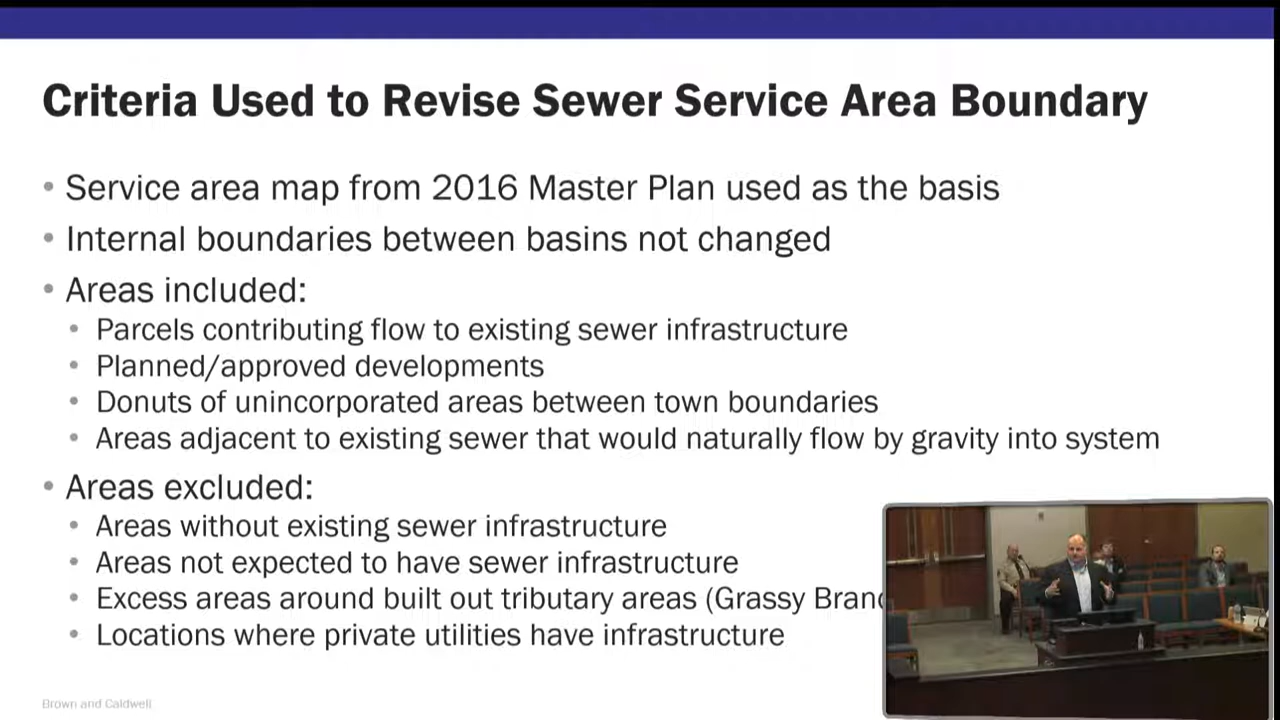 Criteria Used to Revise Sewer Service Area Boundary
• Service area map from 2016 Master Plan used as the basis
• Internal boundaries between basins not changed
• Areas included:
• Parcels contributing flow to existing sewer infrastructure
• Planned/approved developments
• Donuts of unincorporated areas between town boundaries
• Areas adjacent to existing sewer that would naturally flow by gravity into system
• Areas excluded:
• Areas without existing sewer infrastructure
• Areas not expected to have sewer infrastructure
• Excess areas around built out tributary areas (Grassy
• Locations where private utilities have infrastructure
Brown and Caldwell